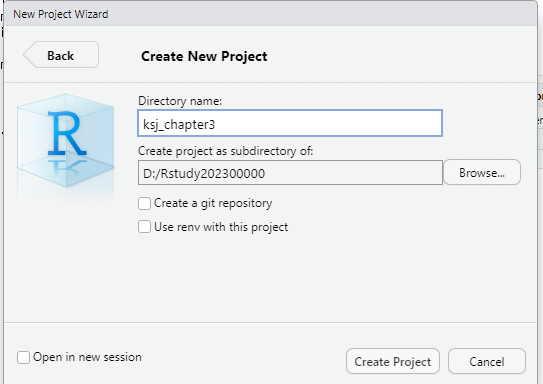 New Project Wizard
Back
Create New Project
R
Directory name:
ksj_chapter3
Create project as subdirectory of:
D:/Rstudy202300000
Browse...
Create a git repository
Use renv with this project
Open in new session
Create Project
Cancel